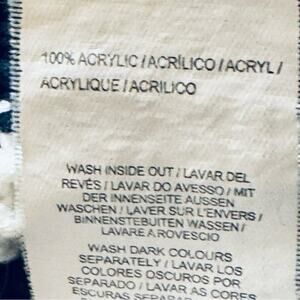 100% ACRYLIC / ACRÍLICO / ACRYL /
ACRYLIQUE / ACRILICO
WASH INSIDE OUT / LAVAR DEL
REVÉS / LAVAR DO AVESSO / MIT
DER INNENSEITE AUSSEN
WASCHEN / LAVER SUR L'ENVERS /
BINNENSTEBUITEN WASSEN /
LAVARE A ROVESCIO
WASH DARK COLOURS
SEPARATELY / LAVAR LOS
COLORES OSCUROS POR
SEPARADO / LAVAR AS CORES
ESCURAS